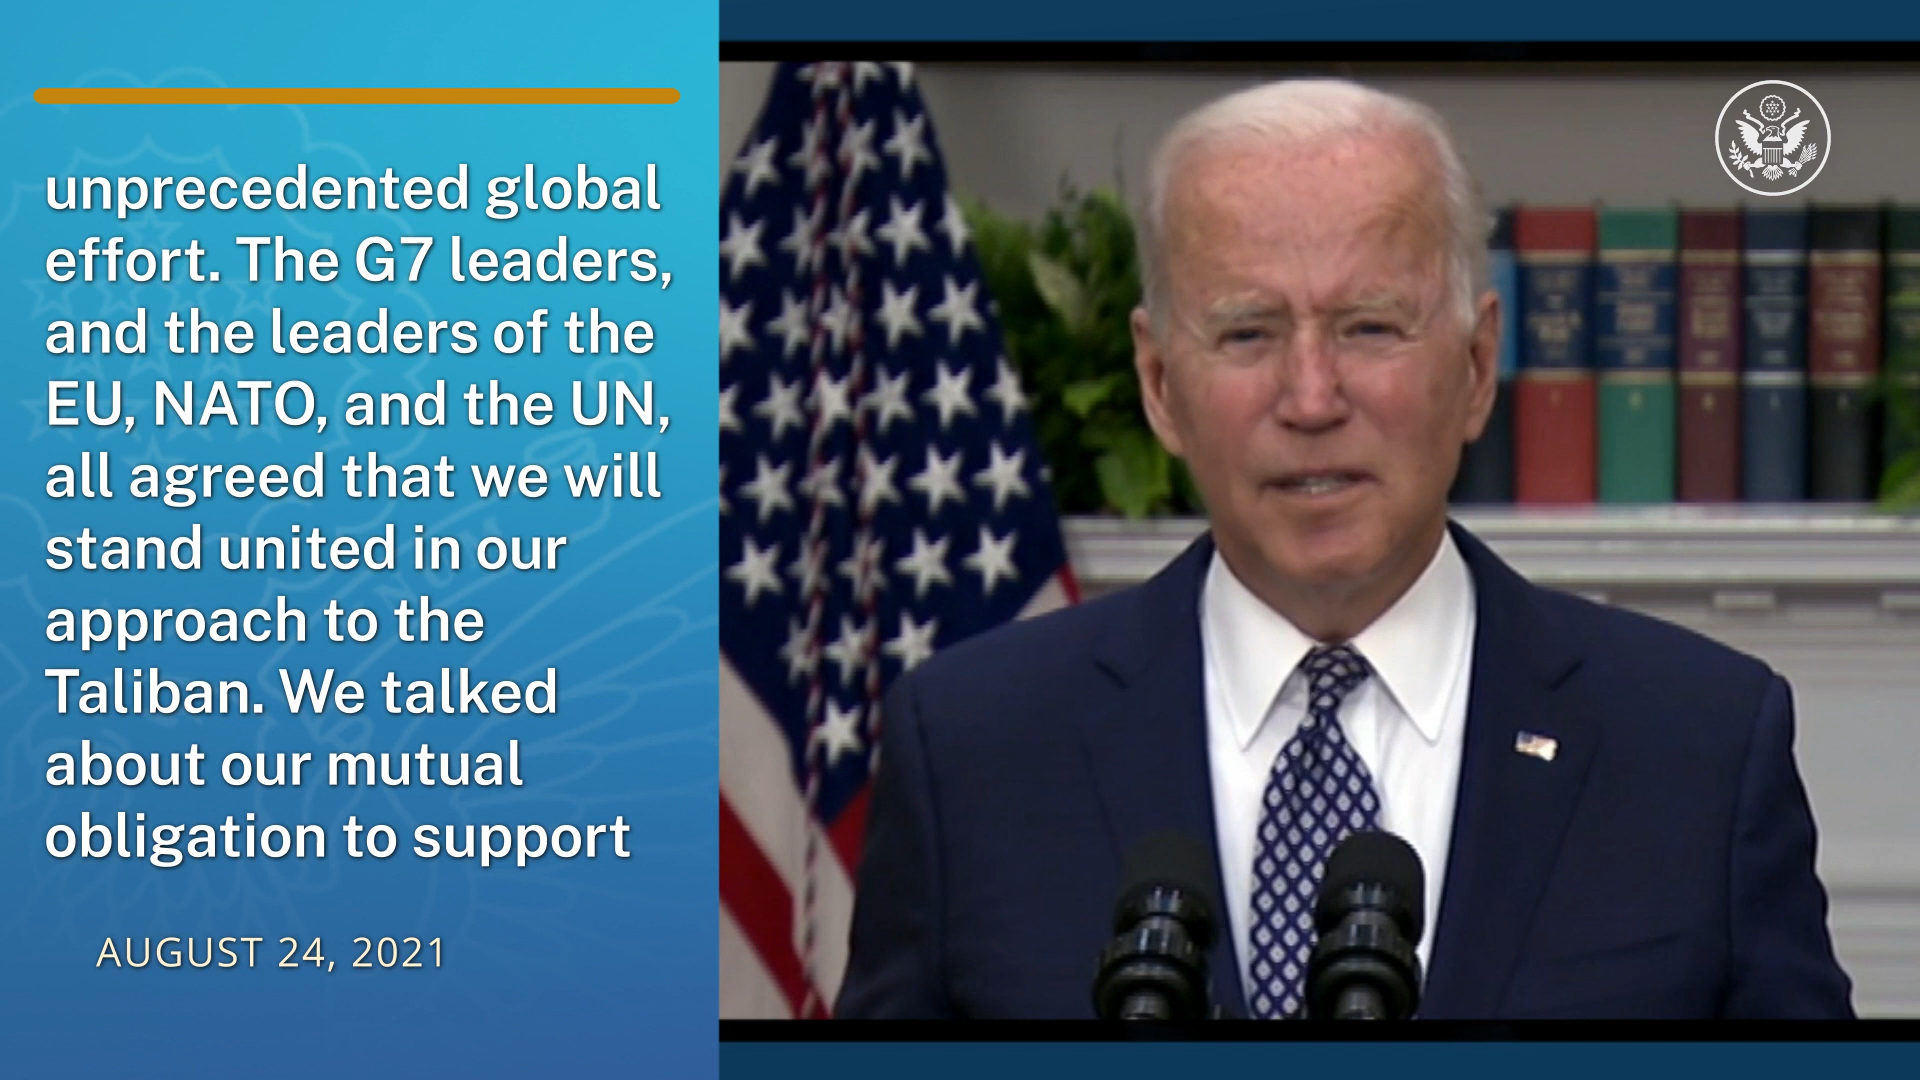 unprecedented global
effort. The G7 leaders,
and the leaders of the
EU, NATO, and the UN,
all agreed that we will
stand united in our
approach to the
Taliban. We talked
about our mutual
obligation to support
AUGUST 24, 2021